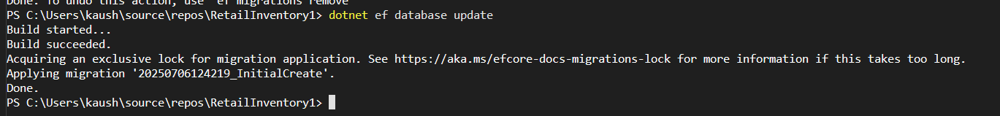 Done. To undo this action, use 'ef migrations remove'
PS C:\Users\kaush\source\repos\RetailInventory1> dotnet ef database update
Build started...
Build succeeded.
Acquiring an exclusive lock for migration application. See https://aka.ms/efcore-docs-migrations-lock for more information if this takes too long.
Applying migration '20250706124219_InitialCreate'.
Done.
PS C:\Users\kaush\source\repos\RetailInventory1>